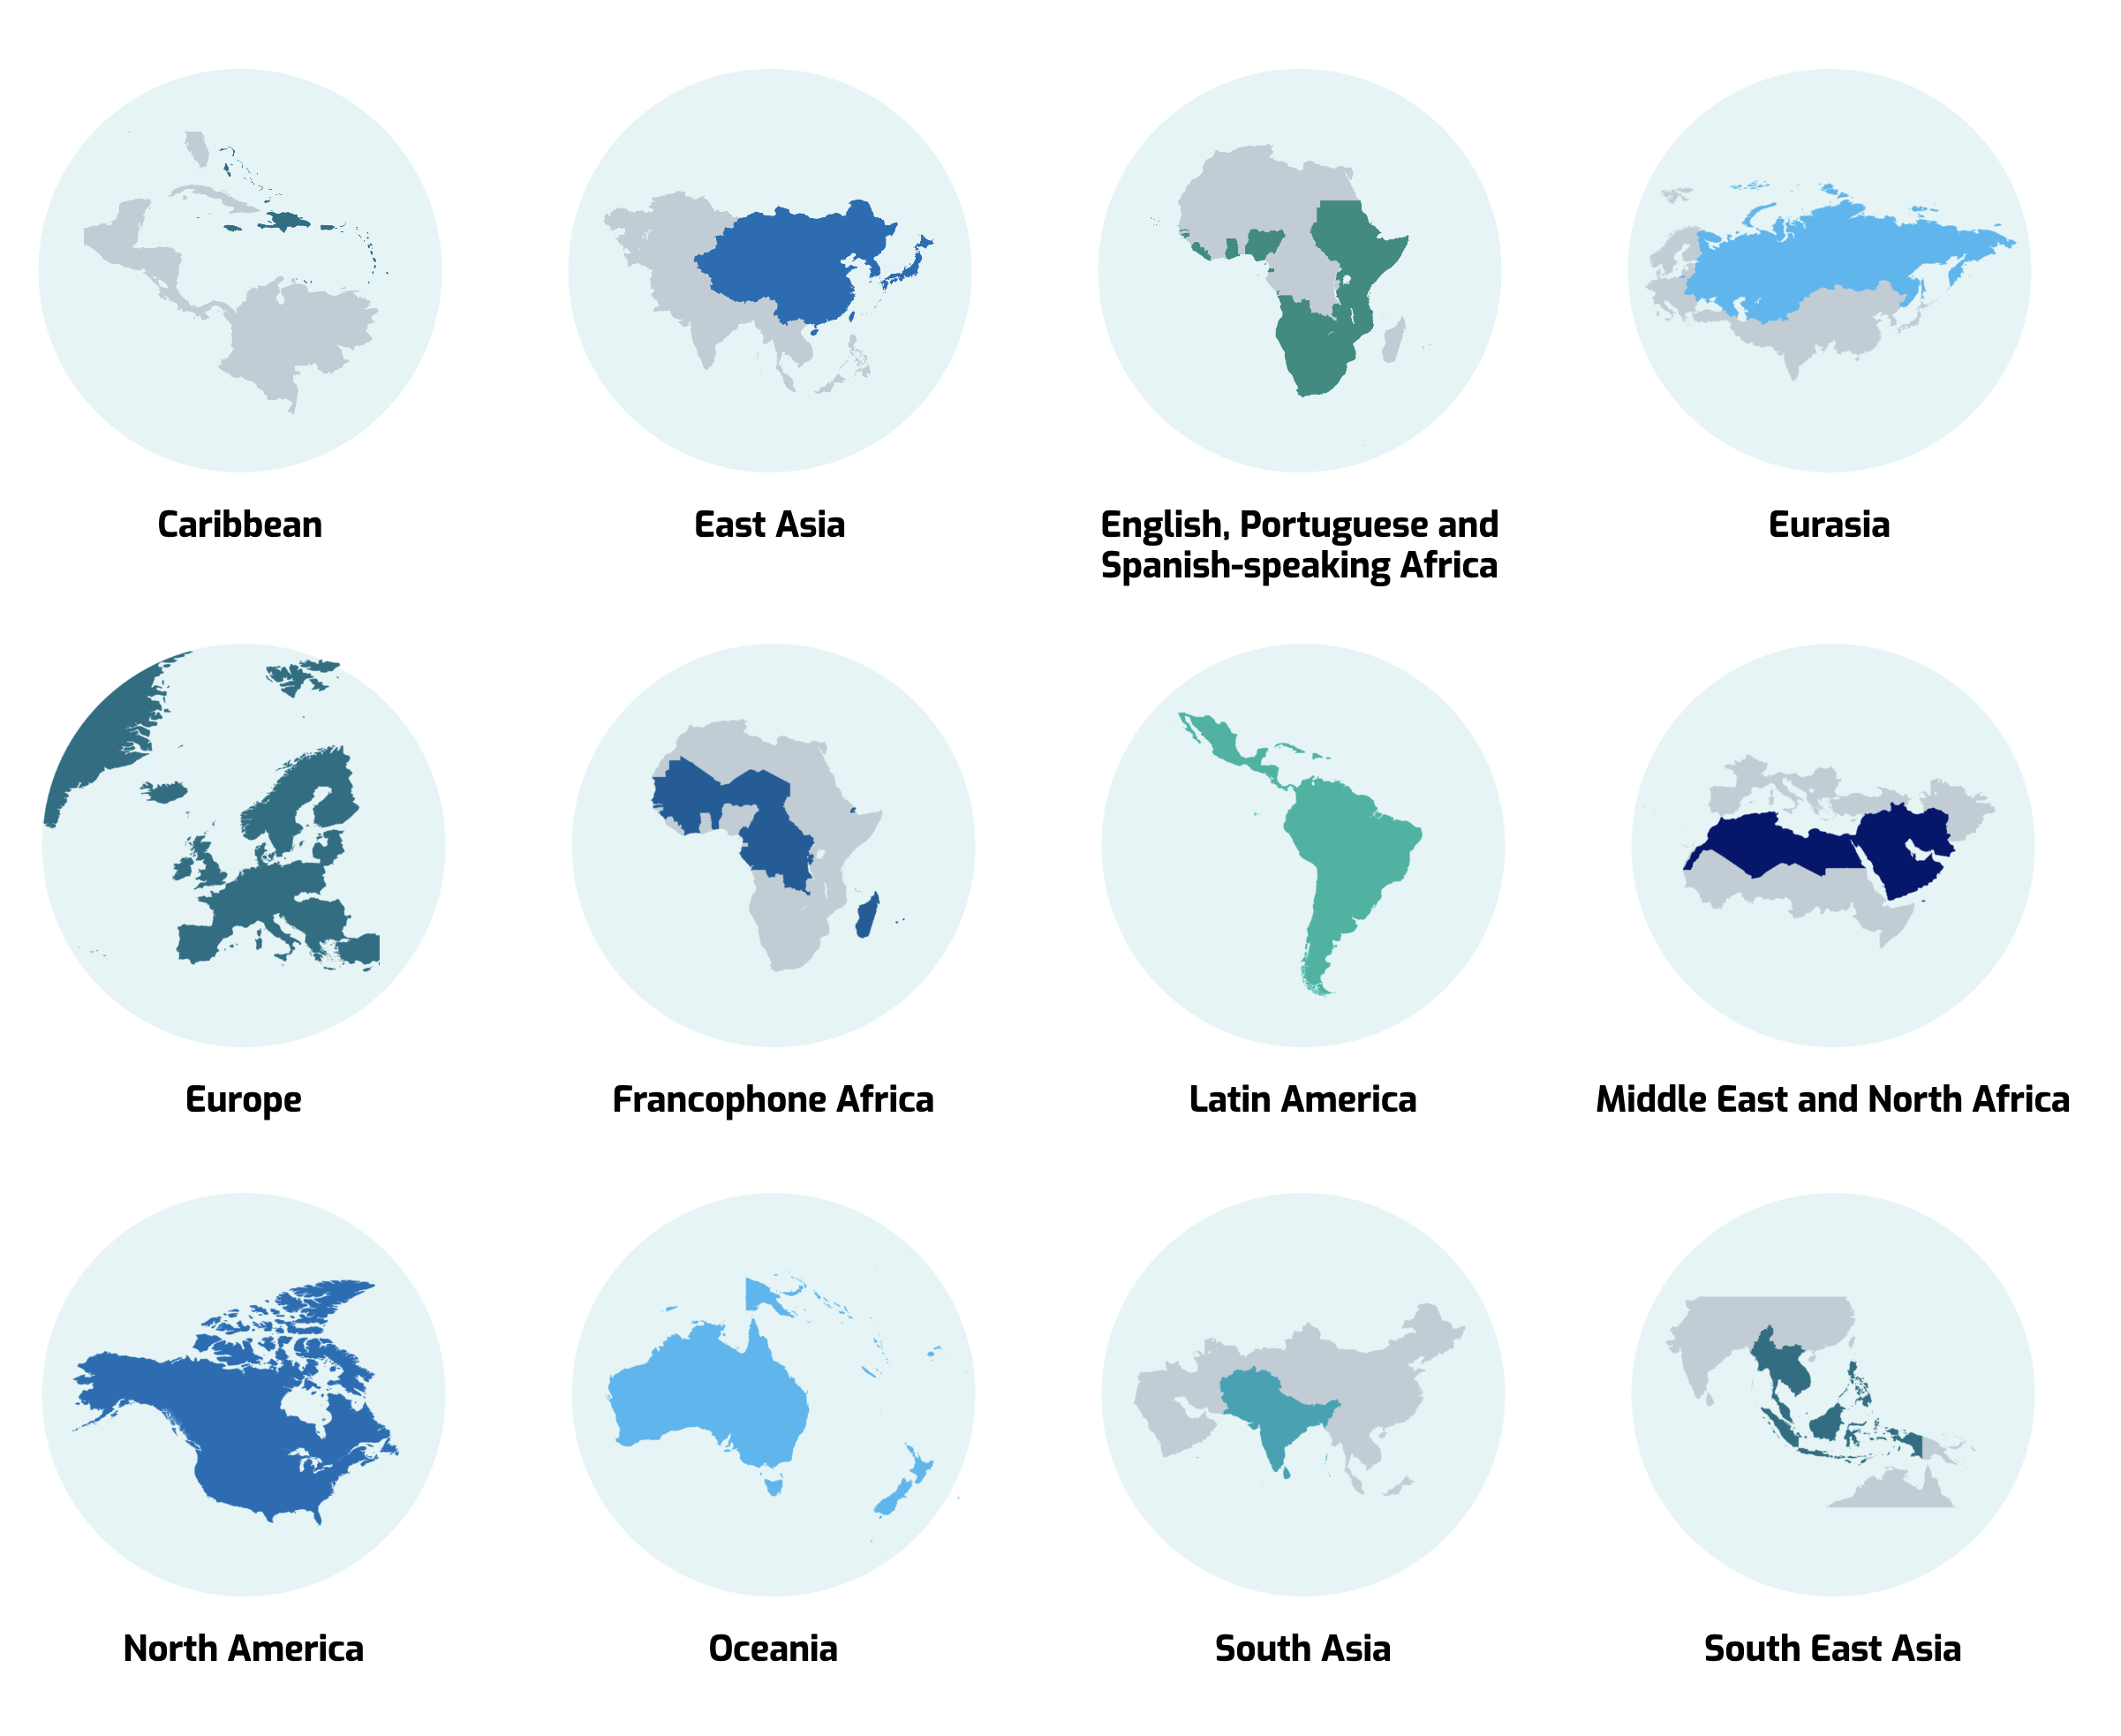 Caribbean
East Asia
English, Portuguese and
Spanish-speaking Africa
Eurasia
Europe
Francophone Africa
Latin America
Middle East and North Africa
North America
Oceania
South Asia
South East Asia